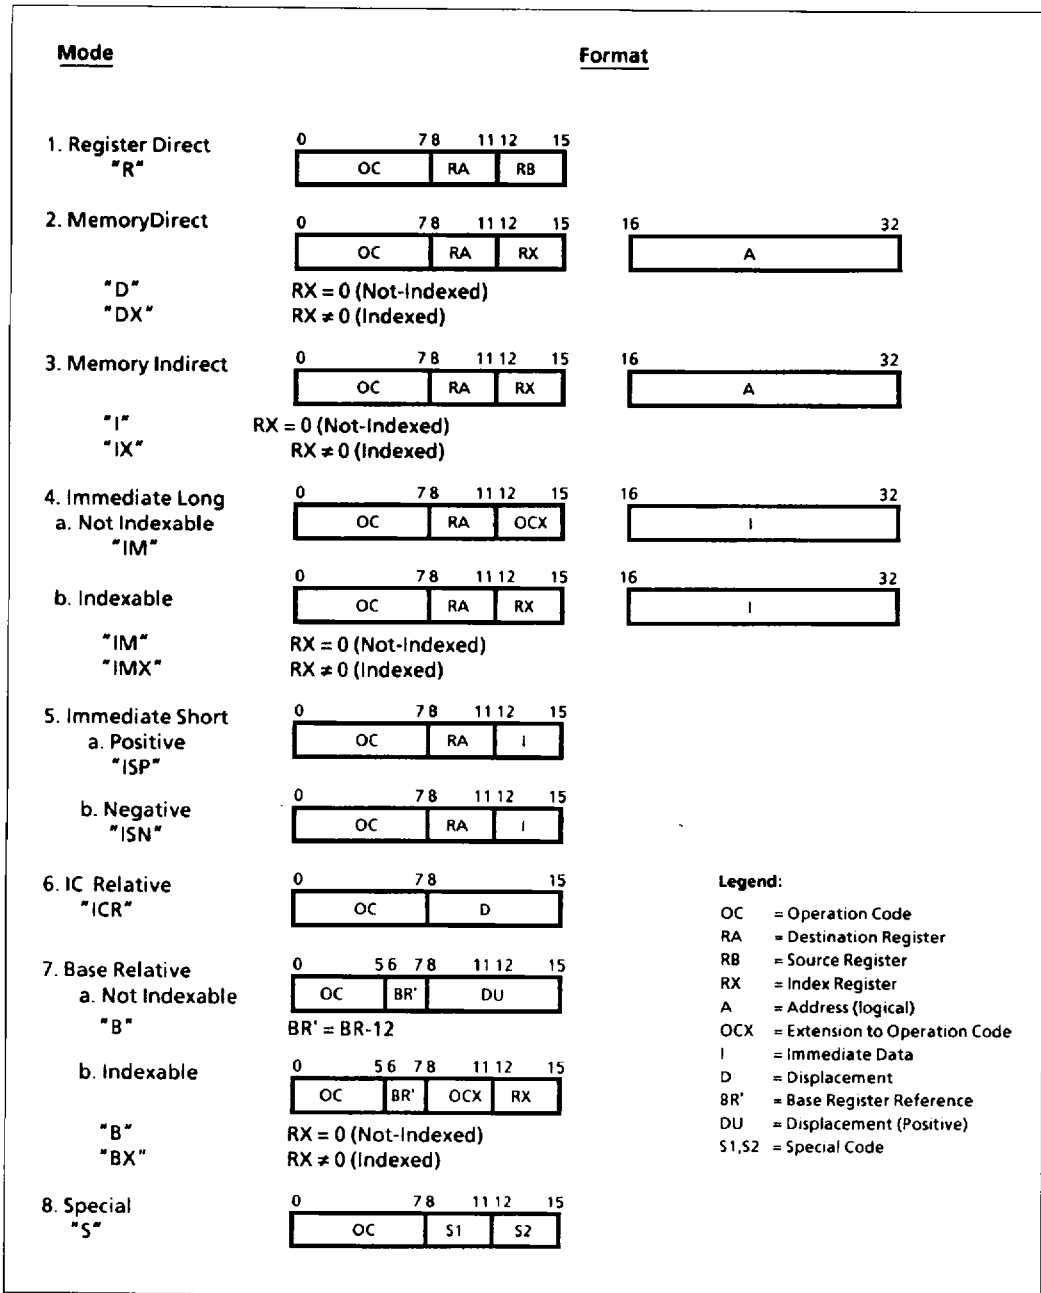 Mode Format
1. Register Direct
"R"
0 7 8 11 12 15
OC RA RB
2. MemoryDirect
0 7 8 11 12 15 16 32
OC RA RX A
"D" RX = 0 (Not-Indexed)
"DX" RX ≠ 0 (Indexed)
3. Memory Indirect
0 7 8 11 12 15 16 32
OC RA RX A
"I" RX = 0 (Not-Indexed)
"IX" RX ≠ 0 (Indexed)
4. Immediate Long
a. Not Indexable
"IM"
0 7 8 11 12 15 16 32
OC RA OCX I
b. Indexable
0 7 8 11 12 15 16 32
OC RA RX I
"IM" RX = 0 (Not-Indexed)
"IMX" RX ≠ 0 (Indexed)
5. Immediate Short
a. Positive
"ISP"
0 7 8 11 12 15
OC RA I
b. Negative
"ISN"
0 7 8 11 12 15
OC RA I
6. IC Relative
"ICR"
0 7 8 15
OC D
7. Base Relative
a. Not Indexable
0 5 6 7 8 11 12 15
OC BR' DU
"B" BR' = BR-12
b. Indexable
0 5 6 7 8 11 12 15
OC BR' OCX RX
"B" RX = 0 (Not-Indexed)
"BX" RX ≠ 0 (Indexed)
8. Special
"S"
0 7 8 11 12 15
OC S1 S2
Legend:
OC = Operation Code
RA = Destination Register
RB = Source Register
RX = Index Register
A = Address (logical)
OCX = Extension to Operation Code
I = Immediate Data
D = Displacement
BR' = Base Register Reference
DU = Displacement (Positive)
S1,S2 = Special Code